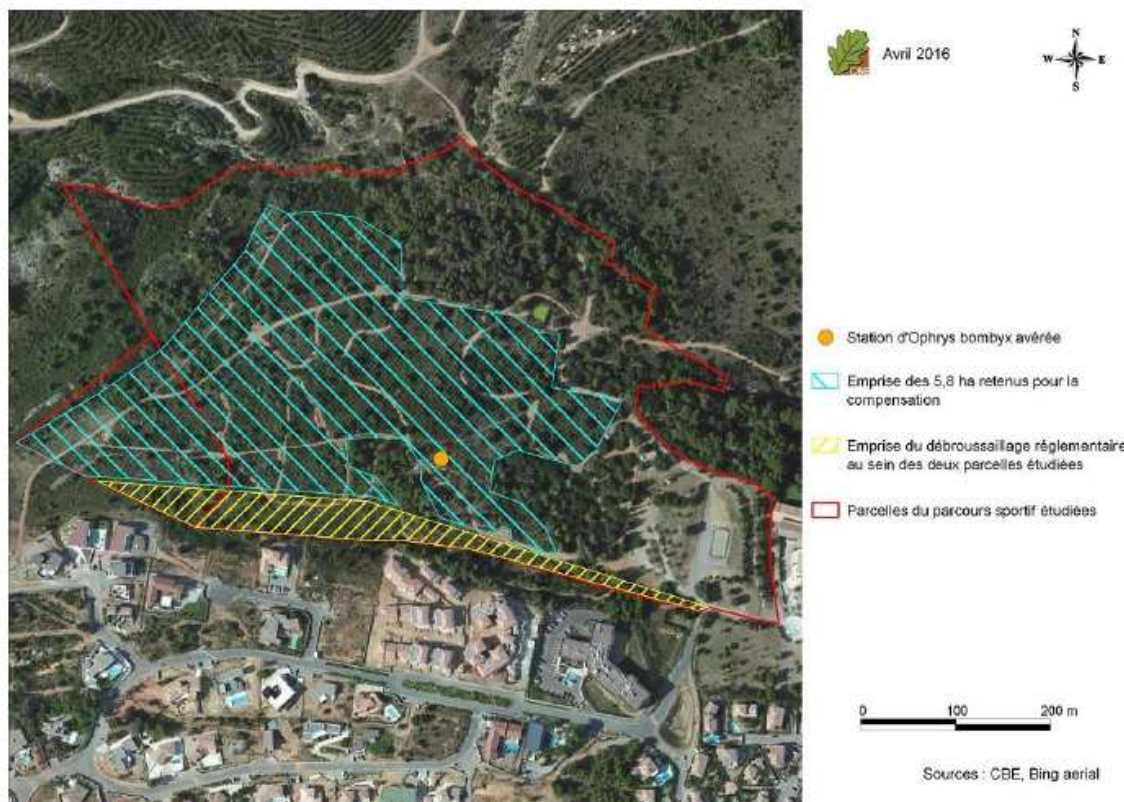 Avril 2016
N
W E
S
CBE
Station d'Ophrys bombyx avérée
Emprise des 5,8 ha retenus pour la
compensation
Emprise du débroussaillage réglementaire
au sein des deux parcelles étudiées
Parcelles du parcours sportif étudiées
0 100 200 m
Sources : CBE, Bing aerial